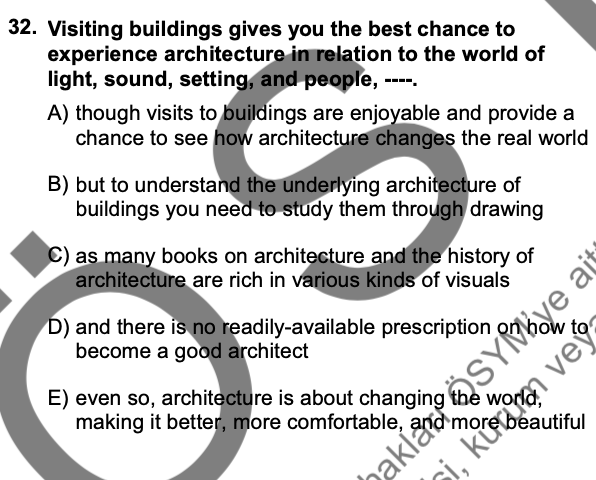 32. Visiting buildings gives you the best chance to
experience architecture in relation to the world of
light, sound, setting, and people, ----.
A) though visits to buildings are enjoyable and provide a
chance to see how architecture changes the real world
B) but to understand the underlying architecture of
buildings you need to study them through drawing
C) as many books on architecture and the history of
architecture are rich in various kinds of visuals
D) and there is no readily-available prescription on how to
become a good architect
E) even so, architecture is about changing the world,
making it better, more comfortable, and more beautiful
ÖS
hakları ÖSYM'ye ait
kurum vey